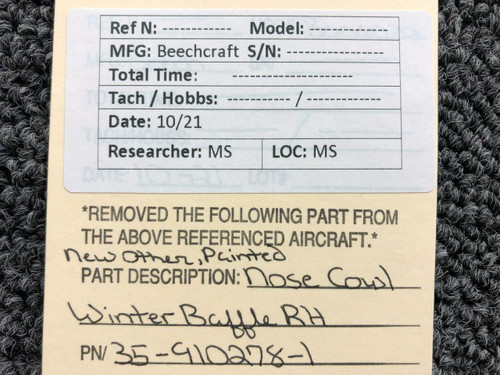 Ref N: ------------ Model: -------------
MFG: Beechcraft S/N: ----------------
Total Time: --------------------
Tach / Hobbs: ----------- / -------------
Date: 10/21
Researcher: MS LOC: MS
*REMOVED THE FOLLOWING PART FROM
THE ABOVE REFERENCED AIRCRAFT.*
New Other, Painted
PART DESCRIPTION: Nose Cowl
Winter Baffle RH
PN/ 35-910278-1